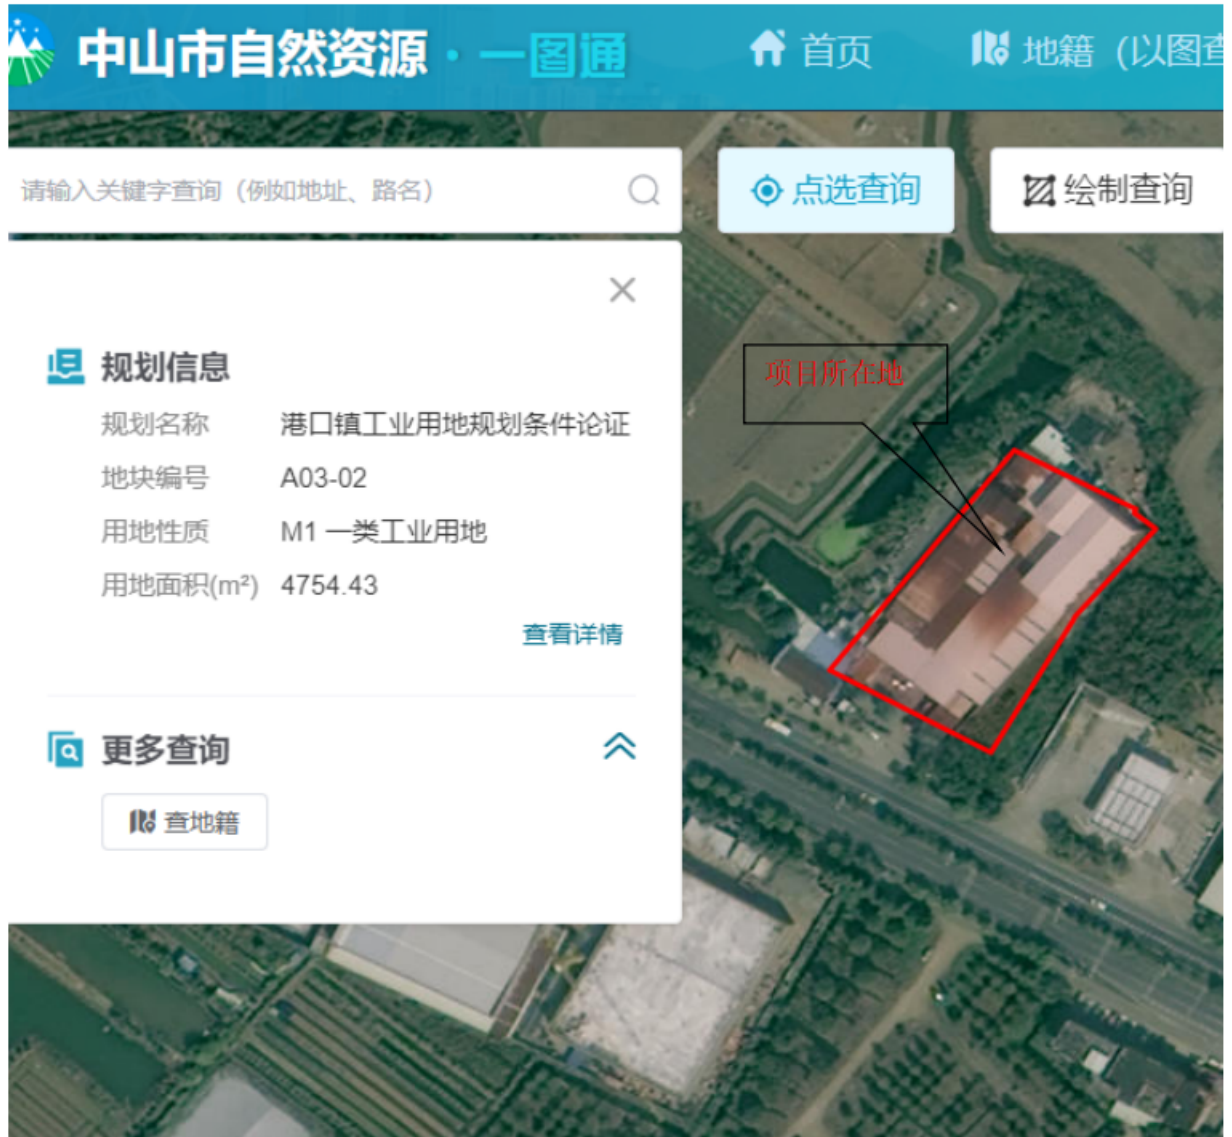 中山市自然资源·一图通
首页
地籍（以图查
请输入关键字查询（例如地址、路名）
点选查询
绘制查询
规划信息
规划名称 港口镇工业用地规划条件论证
地块编号 A03-02
用地性质 M1 一类工业用地
用地面积(m²) 4754.43
查看详情
更多查询
查地籍
项目所在地